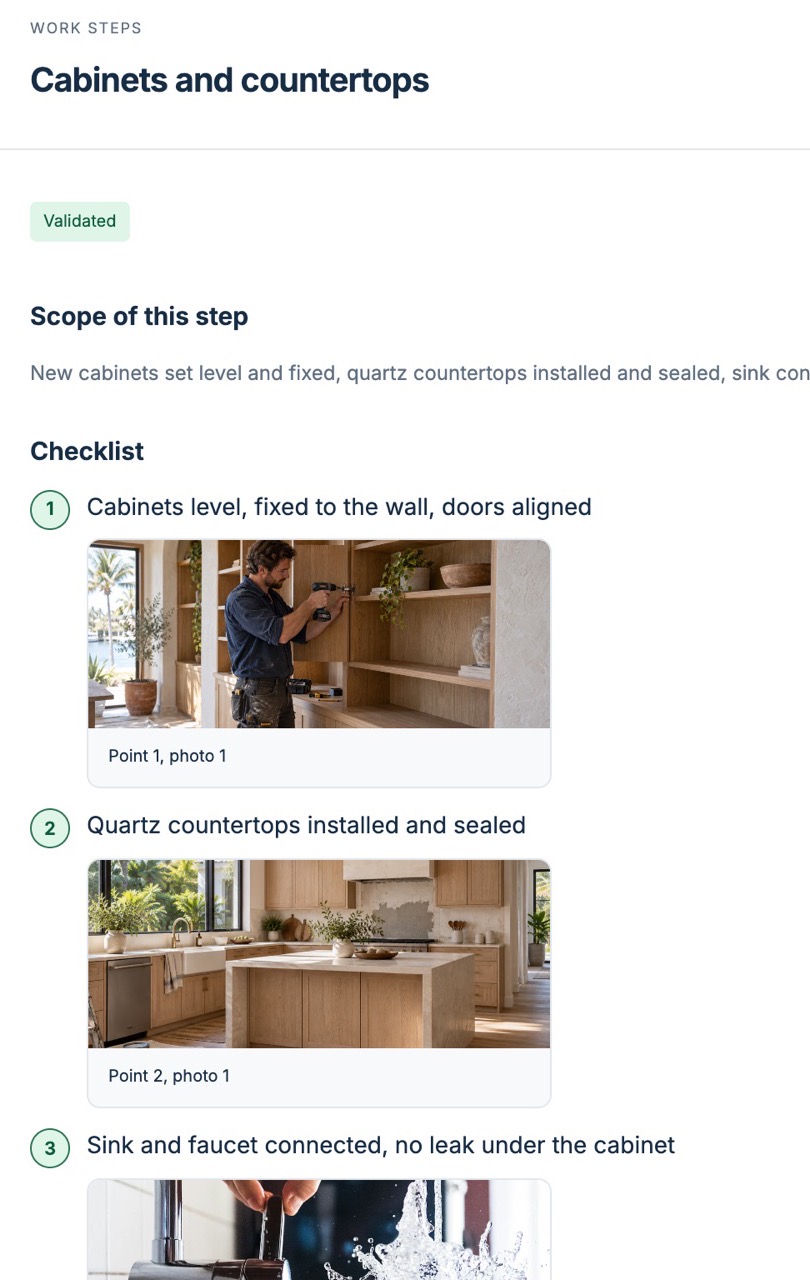 WORK STEPS
Cabinets and countertops
Validated
Scope of this step
New cabinets set level and fixed, quartz countertops installed and sealed, sink
Checklist
1 Cabinets level, fixed to the wall, doors aligned
Point 1, photo 1
2 Quartz countertops installed and sealed
Point 2, photo 1
3 Sink and faucet connected, no leak under the cabinet